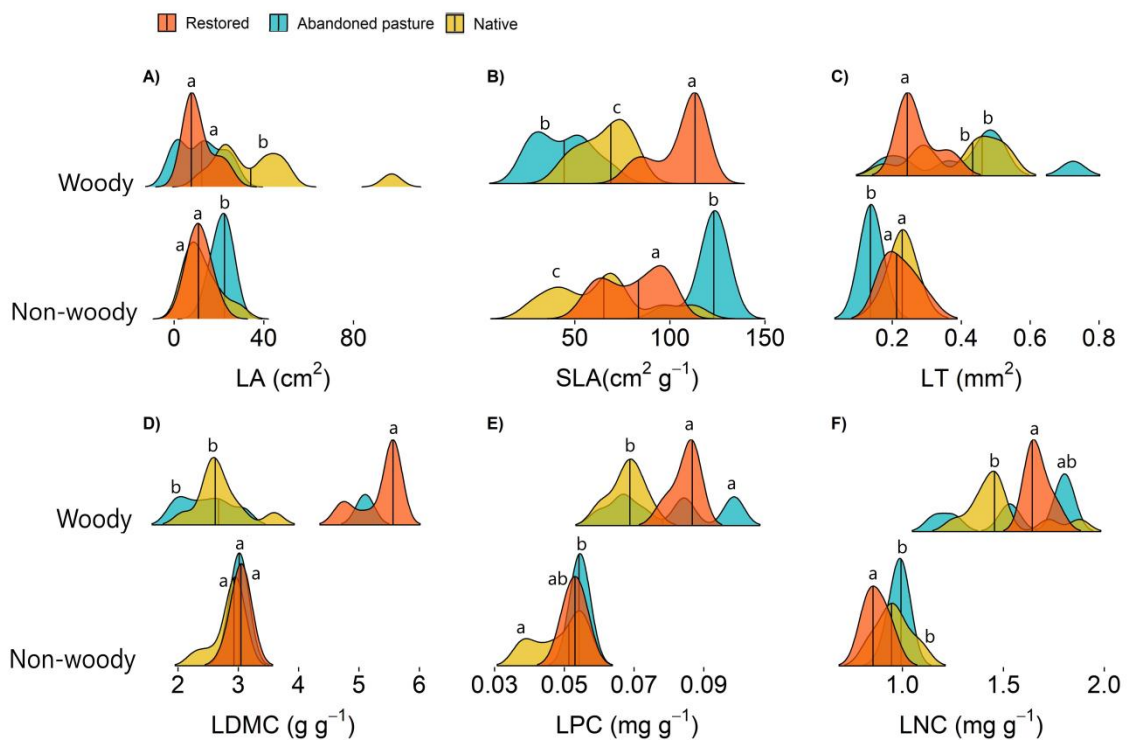 Restored Abandoned pasture Native
A) B) C)
a a b
b c a
a b b
Woody
a a b
c a b
a a
Non-woody
0 40 80
50 100 150
0.2 0.4 0.6 0.8
LA (cm²) SLA(cm² g⁻¹) LT (mm²)
D) E) F)
b b a
b a a
b a ab
Woody
a a a
a ab b
a b b
Non-woody
2 3 4 5 6
0.03 0.05 0.07 0.09
1.0 1.5 2.0
LDMC (g g⁻¹) LPC (mg g⁻¹) LNC (mg g⁻¹)